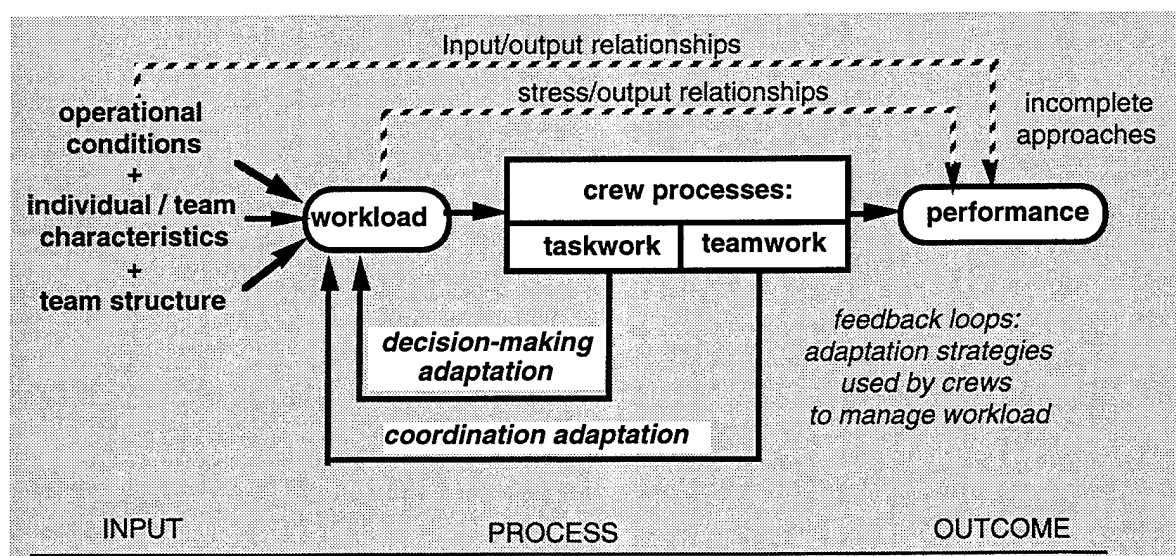 Input/output relationships
stress/output relationships
incomplete
approaches
operational
conditions
+
individual / team
characteristics
+
team structure
workload
crew processes:
taskwork
teamwork
performance
decision-making
adaptation
coordination adaptation
feedback loops:
adaptation strategies
used by crews
to manage workload
INPUT
PROCESS
OUTCOME